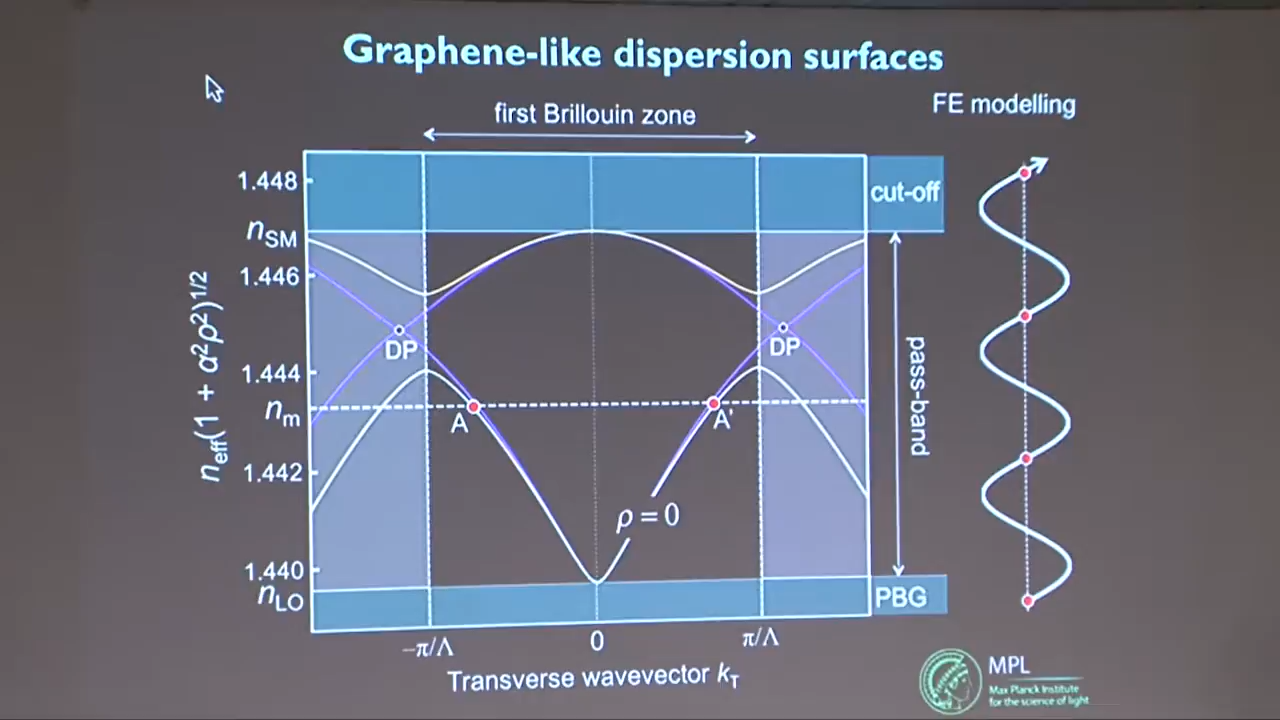 Graphene-like dispersion surfaces
FE modelling
first Brillouin zone
cut-off
1.448
nSM
1.446
DP
DP
1.444
nm
A
A'
1.442
ρ = 0
1.440
nLO
PBG
pass-band
neff(1 + α²ρ²)1/2
−π/Λ
0
π/Λ
Transverse wavevector kT
MPL
Max Planck Institute
for the science of light